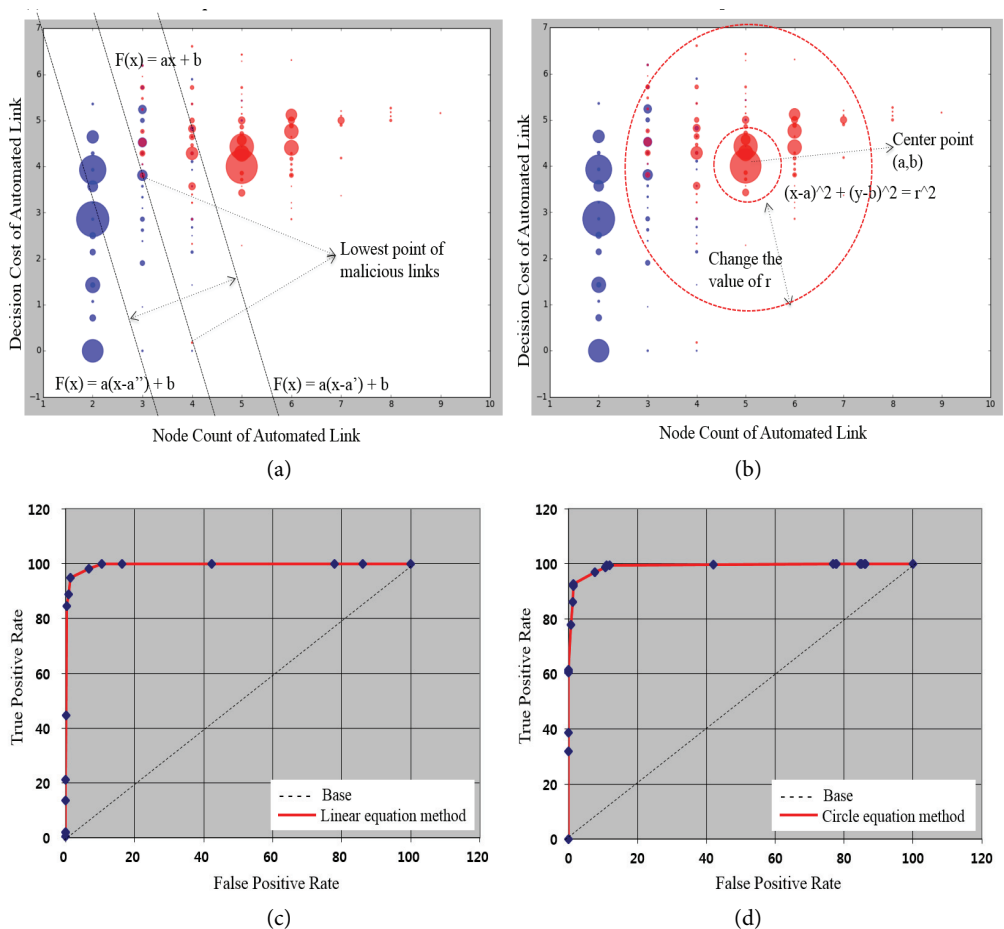 7
6
5
4
3
2
1
0
−1
1
2
3
4
5
6
7
8
9
10
Decision Cost of Automated Link
Node Count of Automated Link
F(x) = ax + b
Lowest point of
malicious links
F(x) = a(x-a’’) + b
F(x) = a(x-a’) + b
(a)
7
6
5
4
3
2
1
0
−1
1
2
3
4
5
6
7
8
9
10
Decision Cost of Automated Link
Node Count of Automated Link
Center point
(a,b)
(x-a)^2 + (y-b)^2 = r^2
Change the
value of r
(b)
120
100
80
60
40
20
0
0
20
40
60
80
100
120
True Positive Rate
False Positive Rate
Base
Linear equation method
(c)
120
100
80
60
40
20
0
0
20
40
60
80
100
120
True Positive Rate
False Positive Rate
Base
Circle equation method
(d)